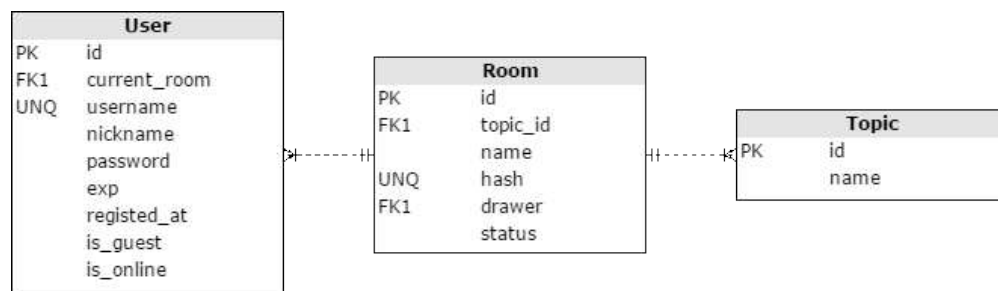 User
PK id
FK1 current_room
UNQ username
nickname
password
exp
registed_at
is_guest
is_online
Room
PK id
FK1 topic_id
name
UNQ hash
FK1 drawer
status
Topic
PK id
name